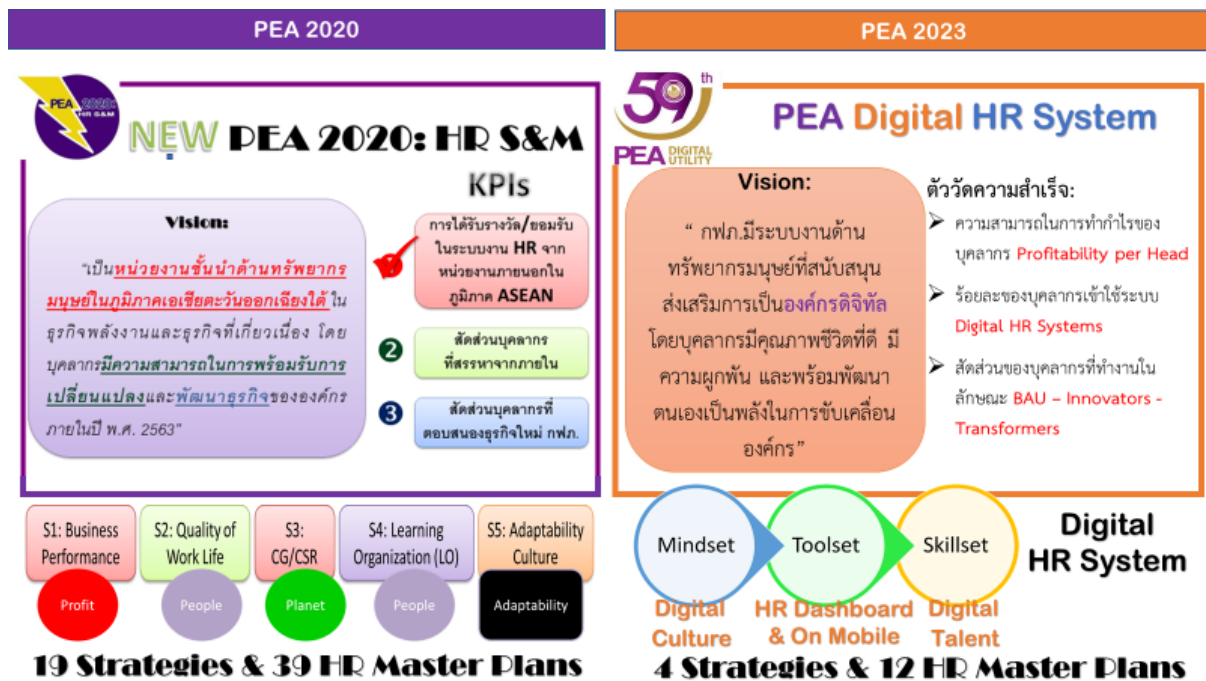 PEA 2020
PEA 2020:
HR S&M
NEW PEA 2020: HR S&M
KPIs
Vision:
"เป็นหน่วยงานชั้นนำด้านทรัพยากร
มนุษย์ในภูมิภาคเอเชียตะวันออกเฉียงใต้ ใน
ธุรกิจพลังงานและธุรกิจที่เกี่ยวเนื่อง โดย
บุคลากรมีความสามารถในการพร้อมรับการ
เปลี่ยนแปลงและพัฒนาธุรกิจขององค์กร
ภายในปี พ.ศ. 2563"
การได้รับรางวัล/ยอมรับ
ในระบบงาน HR จาก
หน่วยงานภายนอกใน
ภูมิภาค ASEAN
2
สัดส่วนบุคลากร
ที่สรรหาจากภายใน
3
สัดส่วนบุคลากรที่
ตอบสนองธุรกิจใหม่ กฟภ.
S1: Business
Performance
S2: Quality of
Work Life
S3:
CG/CSR
S4: Learning
Organization (LO)
S5: Adaptability
Culture
Profit
People
Planet
People
Adaptability
19 Strategies & 39 HR Master Plans
PEA 2023
59th
PEA DIGITAL
UTILITY
PEA Digital HR System
Vision:
" กฟภ.มีระบบงานด้าน
ทรัพยากรมนุษย์ที่สนับสนุน
ส่งเสริมการเป็นองค์กรดิจิทัล
โดยบุคลากรมีคุณภาพชีวิตที่ดี มี
ความผูกพัน และพร้อมพัฒนา
ตนเองเป็นพลังในการขับเคลื่อน
องค์กร"
ตัววัดความสำเร็จ:
ความสามารถในการทำกำไรของ
บุคลากร Profitability per Head
ร้อยละของบุคลากรเข้าใช้ระบบ
Digital HR Systems
สัดส่วนของบุคลากรที่ทำงานใน
ลักษณะ BAU – Innovators -
Transformers
Mindset
Toolset
Skillset
Digital
HR System
Digital
Culture
HR Dashboard
& On Mobile
Digital
Talent
4 Strategies & 12 HR Master Plans